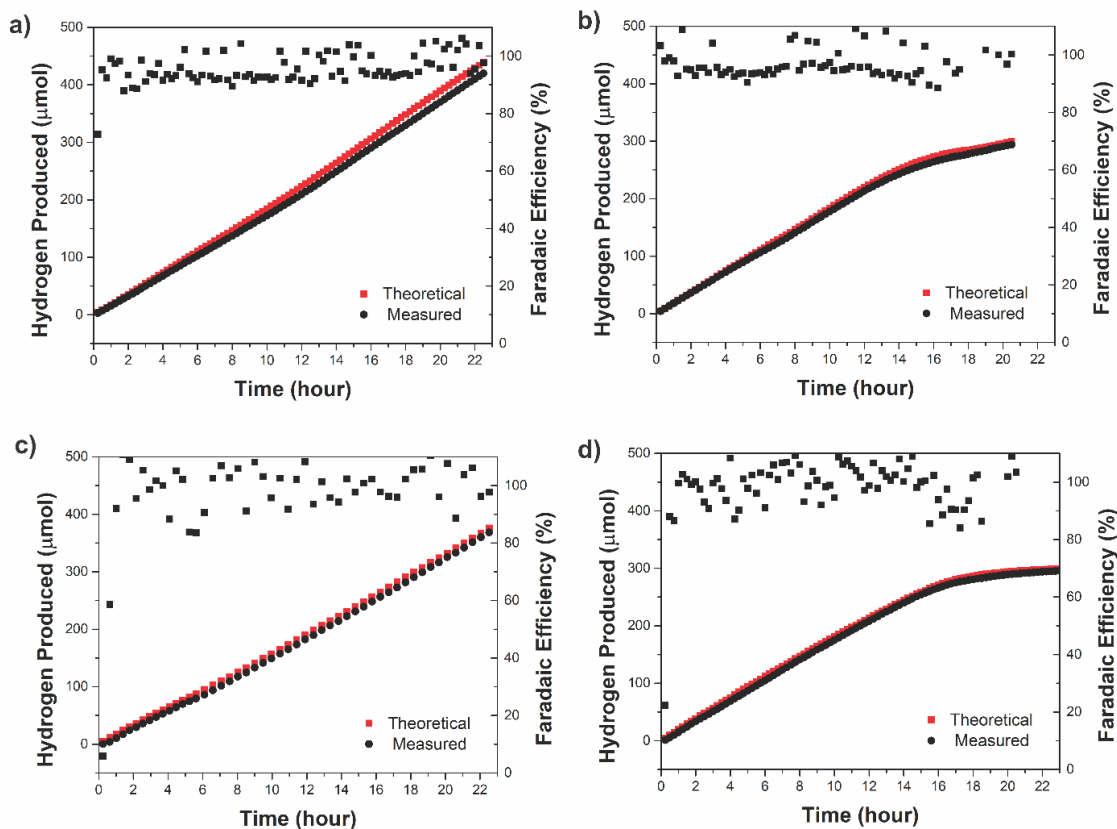 a)
500
400
300
200
100
0
Hydrogen Produced (μmol)
100
80
60
40
20
0
Faradaic Efficiency (%)
Theoretical
Measured
0 2 4 6 8 10 12 14 16 18 20 22
Time (hour)
b)
500
400
300
200
100
0
Hydrogen Produced (μmol)
100
80
60
40
20
0
Faradaic Efficiency (%)
Theoretical
Measured
0 2 4 6 8 10 12 14 16 18 20 22
Time (hour)
c)
500
400
300
200
100
0
Hydrogen Produced (μmol)
100
80
60
40
20
0
Faradaic Efficiency (%)
Theoretical
Measured
0 2 4 6 8 10 12 14 16 18 20 22
Time (hour)
d)
500
400
300
200
100
0
Hydrogen Produced (μmol)
100
80
60
40
20
0
Faradaic Efficiency (%)
Theoretical
Measured
0 2 4 6 8 10 12 14 16 18 20 22
Time (hour)